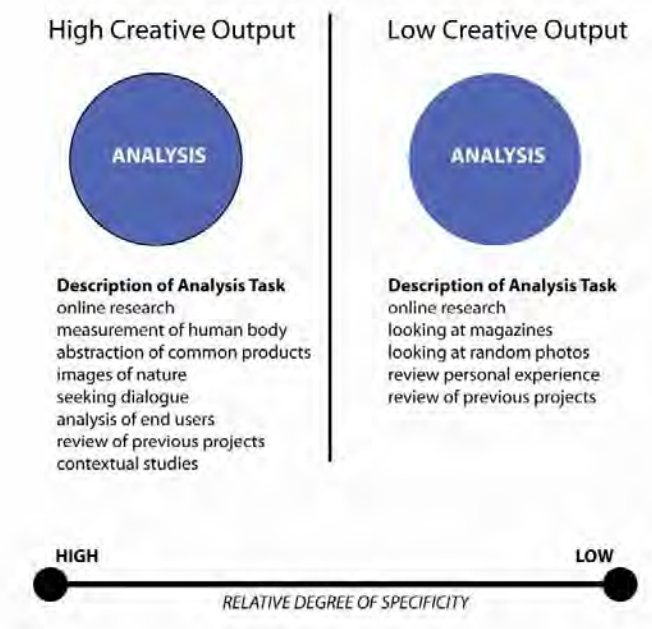 High Creative Output
ANALYSIS
Description of Analysis Task
online research
measurement of human body
abstraction of common products
images of nature
seeking dialogue
analysis of end users
review of previous projects
contextual studies
Low Creative Output
ANALYSIS
Description of Analysis Task
online research
looking at magazines
looking at random photos
review personal experience
review of previous projects
HIGH
LOW
RELATIVE DEGREE OF SPECIFICITY